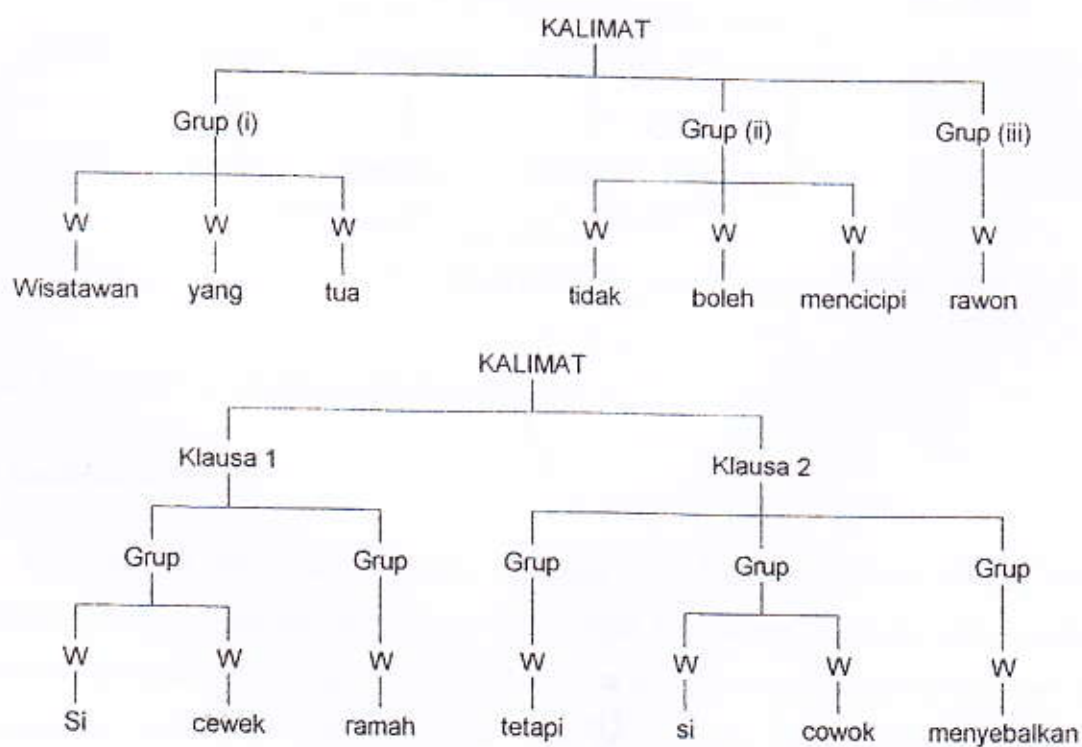 KALIMAT
Grup (i) Grup (ii) Grup (iii)
W W W W W W W
Wisatawan yang tua tidak boleh mencicipi rawon
KALIMAT
Klausa 1 Klausa 2
Grup Grup Grup Grup Grup
W W W W W W W
Si cewek ramah tetapi si cowok menyebalkan